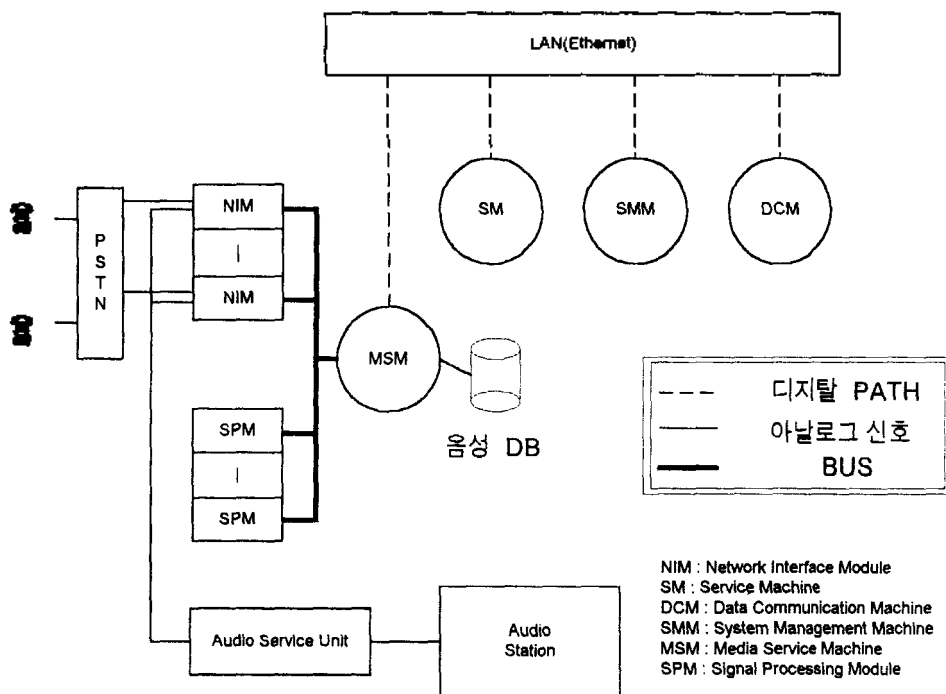 LAN(Ethernet)
SM
SMM
DCM
PSTN
NIM
NIM
MSM
SPM
SPM
음성 DB
디지탈 PATH
아날로그 신호
BUS
Audio Service Unit
Audio
Station
NIM : Network Interface Module
SM : Service Machine
DCM : Data Communication Machine
SMM : System Management Machine
MSM : Media Service Machine
SPM : Signal Processing Module